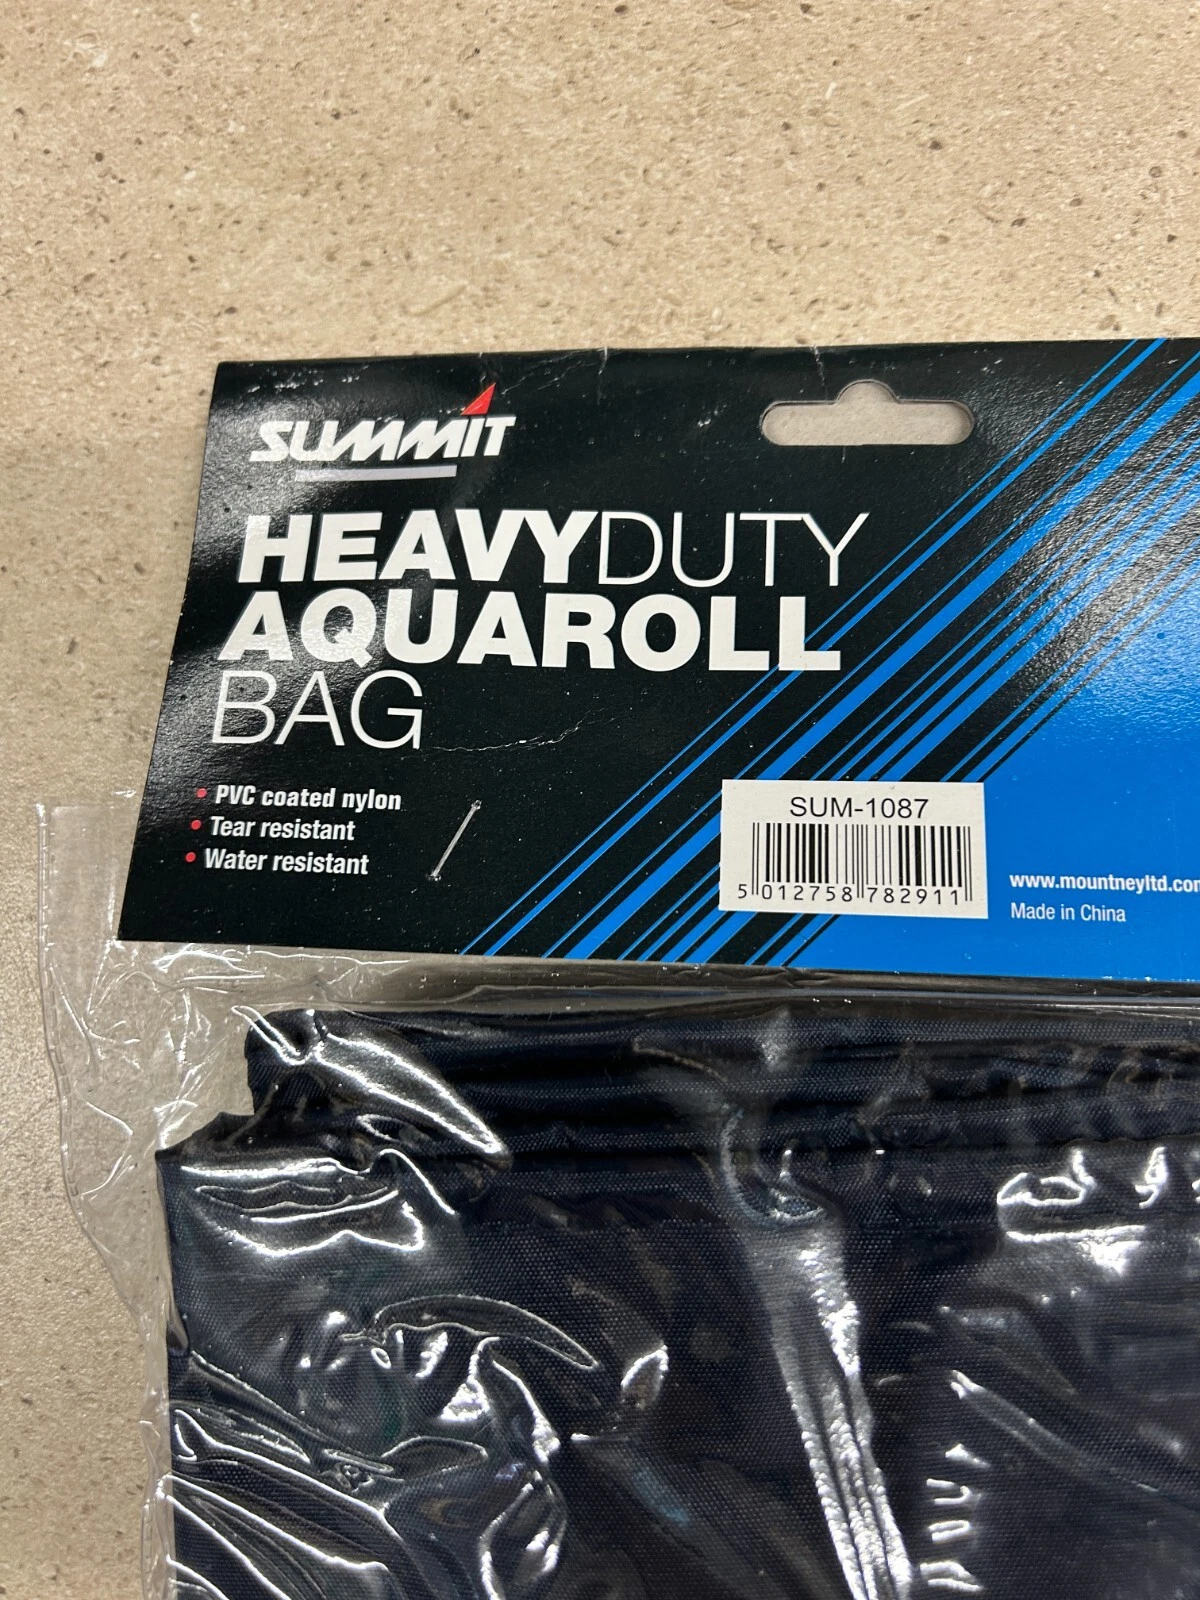 SUMMIT
HEAVYDUTY
AQUAROLL
BAG
• PVC coated nylon
• Tear resistant
• Water resistant
SUM-1087
5 012758 782911
www.mountneyltd.com
Made in China